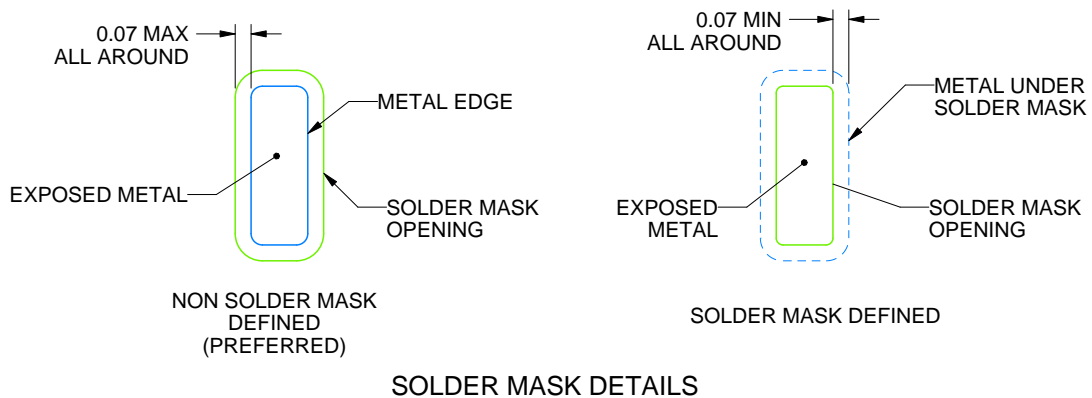 0.07 MAX
ALL AROUND
METAL EDGE
EXPOSED METAL
SOLDER MASK
OPENING
NON SOLDER MASK
DEFINED
(PREFERRED)
0.07 MIN
ALL AROUND
METAL UNDER
SOLDER MASK
EXPOSED
METAL
SOLDER MASK
OPENING
SOLDER MASK DEFINED
SOLDER MASK DETAILS